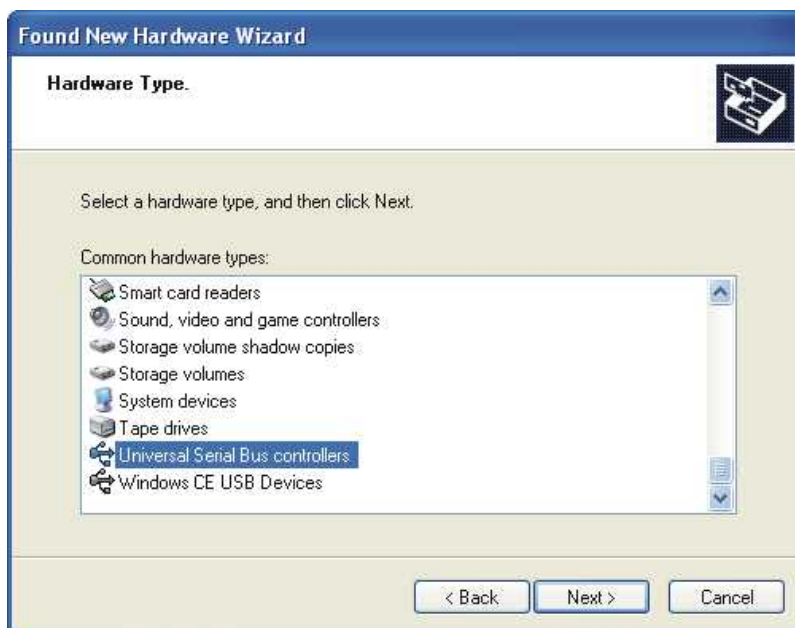 Found New Hardware Wizard
Hardware Type.
Select a hardware type, and then click Next.
Common hardware types:
Smart card readers
Sound, video and game controllers
Storage volume shadow copies
Storage volumes
System devices
Tape drives
Universal Serial Bus controllers
Windows CE USB Devices
< Back Next > Cancel